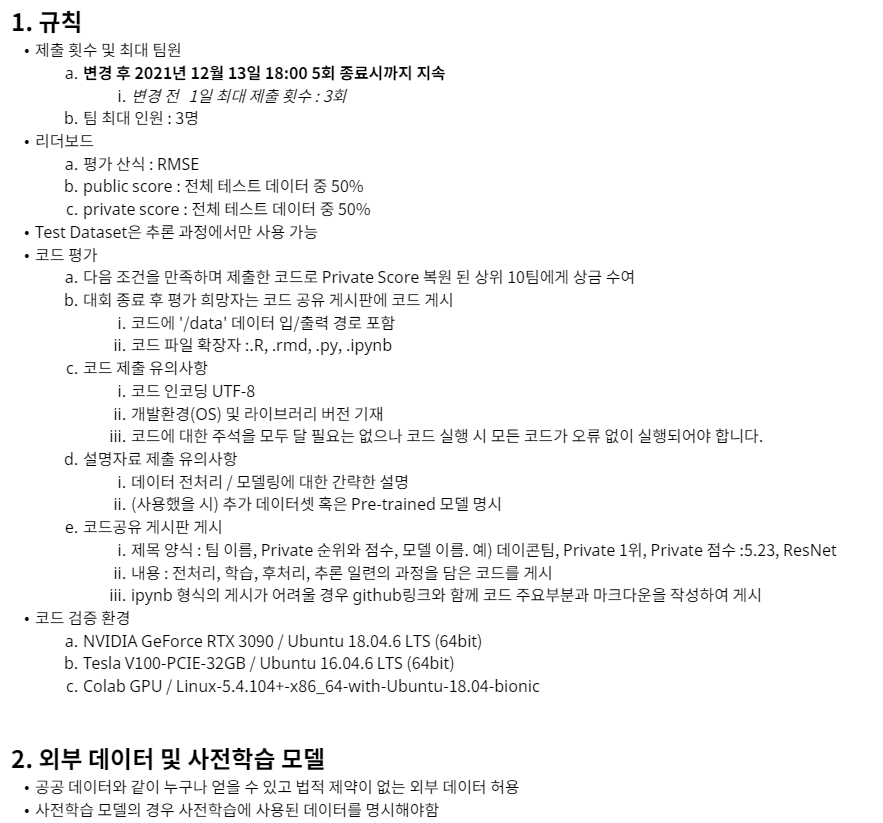 1. 규칙
• 제출 횟수 및 최대 팀원
a. 변경 후 2021년 12월 13일 18:00 5회 종료시까지 지속
i. 변경 전 1일 최대 제출 횟수 : 3회
b. 팀 최대 인원 : 3명
• 리더보드
a. 평가 산식 : RMSE
b. public score : 전체 테스트 데이터 중 50%
c. private score : 전체 테스트 데이터 중 50%
• Test Dataset은 추론 과정에서만 사용 가능
• 코드 평가
a. 다음 조건을 만족하며 제출한 코드로 Private Score 복원 된 상위 10팀에게 상금 수여
b. 대회 종료 후 평가 희망자는 코드 공유 게시판에 코드 게시
i. 코드에 '/data' 데이터 입/출력 경로 포함
ii. 코드 파일 확장자 :.R, .rmd, .py, .ipynb
c. 코드 제출 유의사항
i. 코드 인코딩 UTF-8
ii. 개발환경(OS) 및 라이브러리 버전 기재
iii. 코드에 대한 주석을 모두 달 필요는 없으나 코드 실행 시 모든 코드가 오류 없이 실행되어야 합니다.
d. 설명자료 제출 유의사항
i. 데이터 전처리 / 모델링에 대한 간략한 설명
ii. (사용했을 시) 추가 데이터셋 혹은 Pre-trained 모델 명시
e. 코드공유 게시판 게시
i. 제목 양식 : 팀 이름, Private 순위와 점수, 모델 이름. 예) 데이콘팀, Private 1위, Private 점수 :5.23, ResNet
ii. 내용 : 전처리, 학습, 후처리, 추론 일련의 과정을 담은 코드를 게시
iii. ipynb 형식의 게시가 어려울 경우 github링크와 함께 코드 주요부분과 마크다운을 작성하여 게시
• 코드 검증 환경
a. NVIDIA GeForce RTX 3090 / Ubuntu 18.04.6 LTS (64bit)
b. Tesla V100-PCIE-32GB / Ubuntu 16.04.6 LTS (64bit)
c. Colab GPU / Linux-5.4.104+-x86_64-with-Ubuntu-18.04-bionic
2. 외부 데이터 및 사전학습 모델
• 공공 데이터와 같이 누구나 얻을 수 있고 법적 제약이 없는 외부 데이터 허용
• 사전학습 모델의 경우 사전학습에 사용된 데이터를 명시해야함